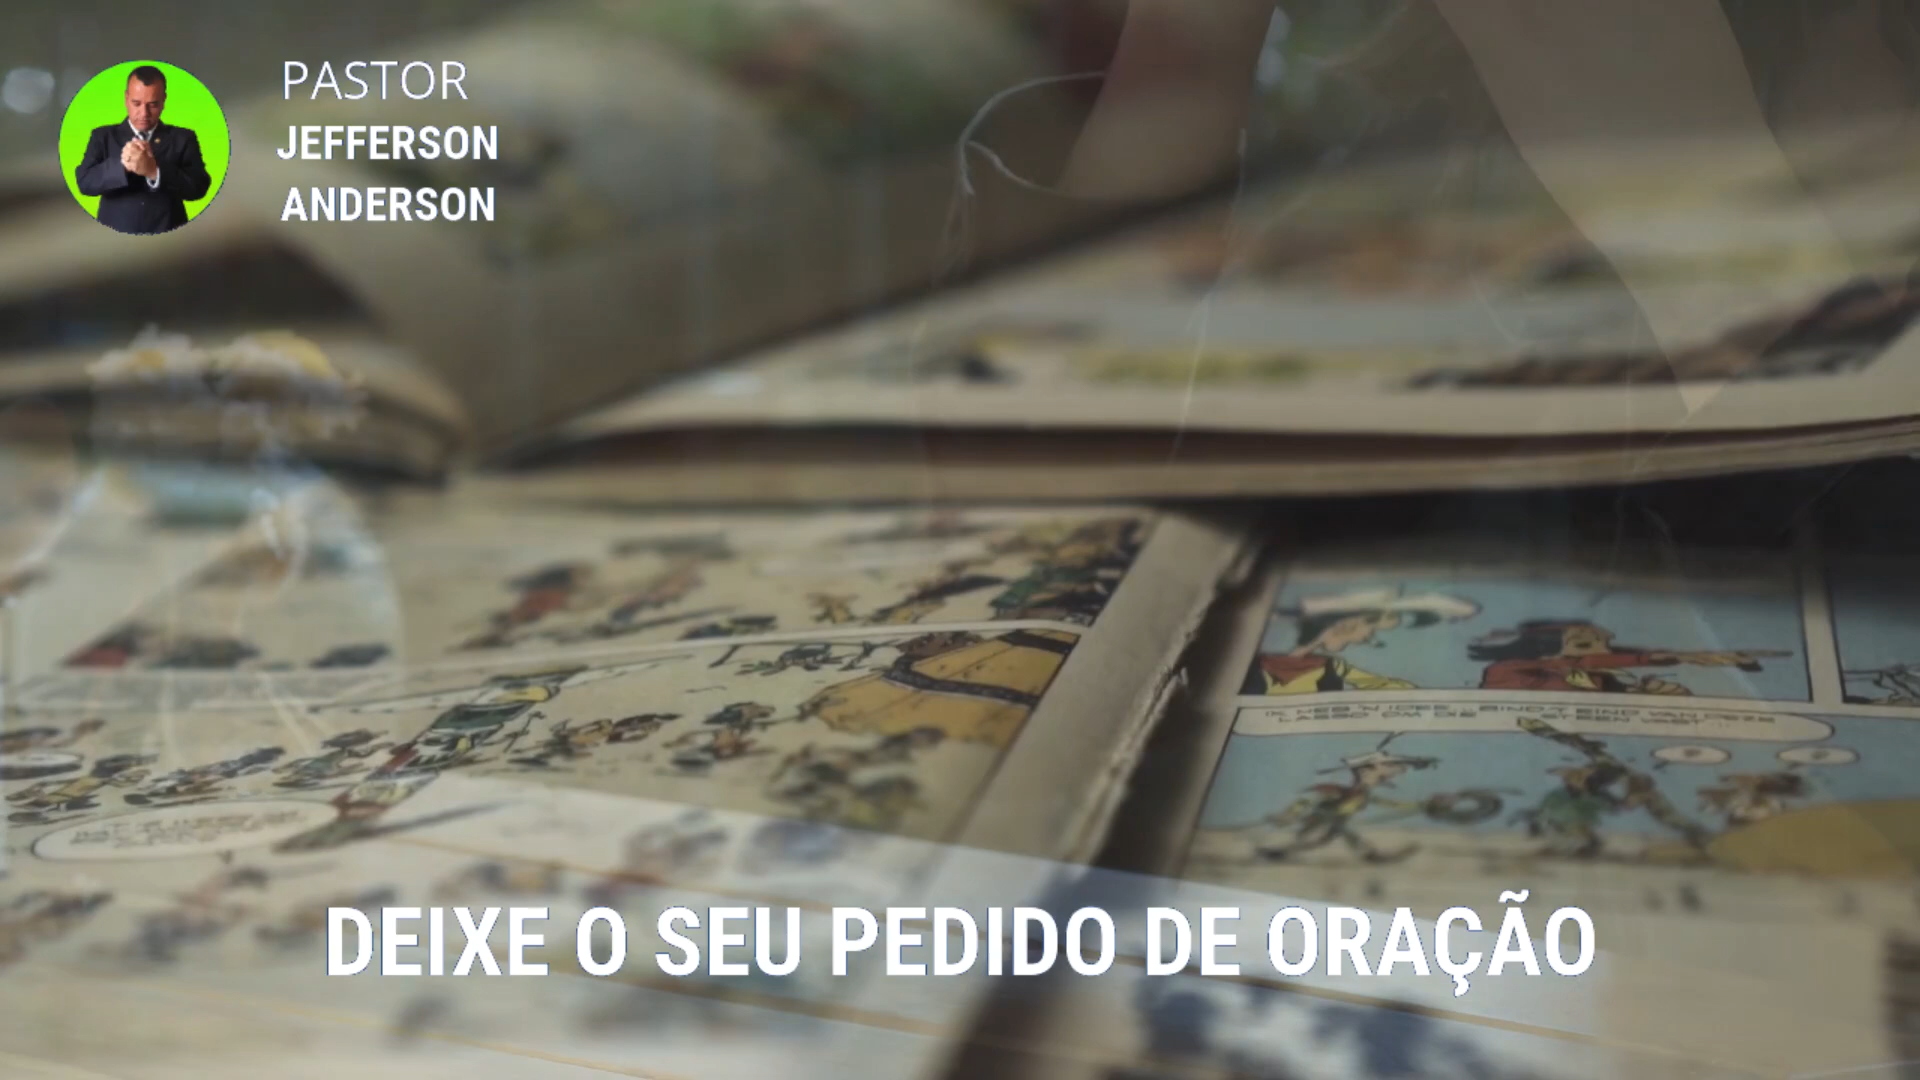 PASTOR
JEFFERSON
ANDERSON
DEIXE O SEU PEDIDO DE ORAÇÃO